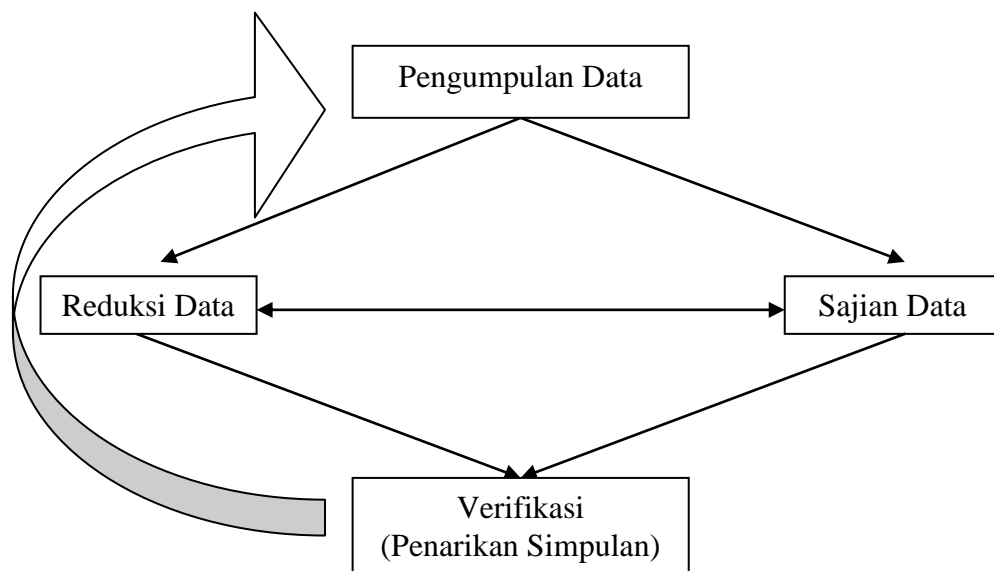 Pengumpulan Data
Reduksi Data
Sajian Data
Verifikasi
(Penarikan Simpulan)